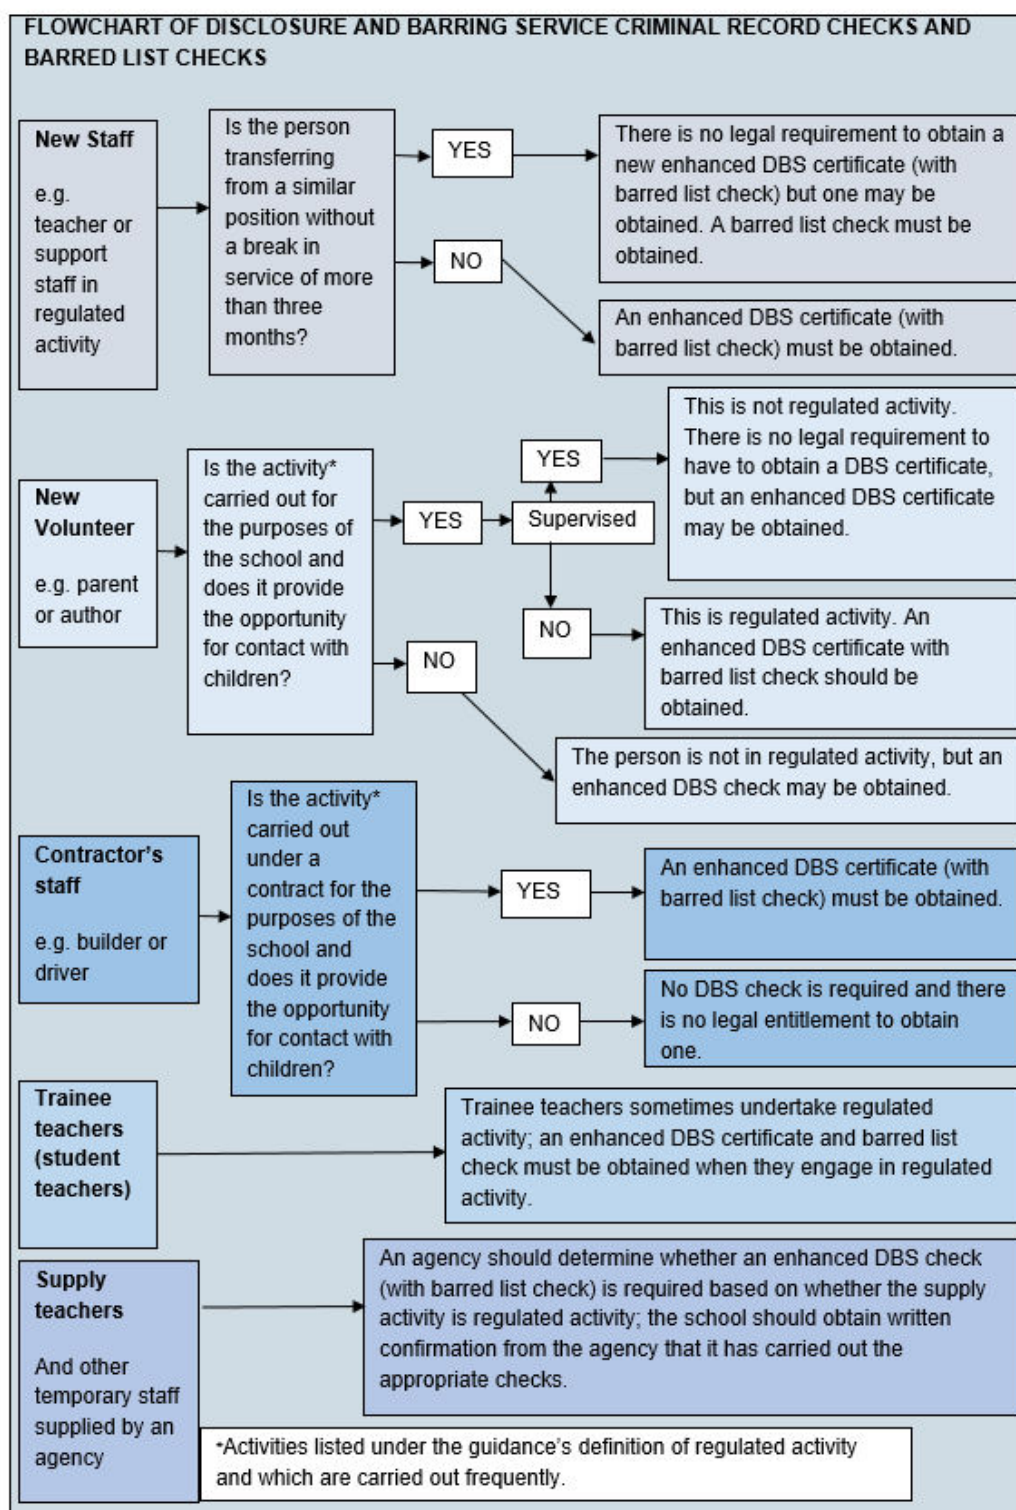 FLOWCHART OF DISCLOSURE AND BARRING SERVICE CRIMINAL RECORD CHECKS AND
BARRED LIST CHECKS
New Staff
e.g.
teacher or
support
staff in
regulated
activity
Is the person
transferring
from a similar
position without
a break in
service of more
than three
months?
YES
There is no legal requirement to obtain a
new enhanced DBS certificate (with
barred list check) but one may be
obtained. A barred list check must be
obtained.
NO
An enhanced DBS certificate (with
barred list check) must be obtained.
New
Volunteer
e.g. parent
or author
Is the activity*
carried out for
the purposes of
the school and
does it provide
the opportunity
for contact with
children?
YES
Supervised
YES
This is not regulated activity.
There is no legal requirement to
have to obtain a DBS certificate,
but an enhanced DBS certificate
may be obtained.
NO
This is regulated activity. An
enhanced DBS certificate with
barred list check should be
obtained.
NO
The person is not in regulated activity, but an
enhanced DBS check may be obtained.
Contractor's
staff
e.g. builder or
driver
Is the activity*
carried out
under a
contract for the
purposes of the
school and
does it provide
the opportunity
for contact with
children?
YES
An enhanced DBS certificate (with
barred list check) must be obtained.
NO
No DBS check is required and there
is no legal entitlement to obtain
one.
Trainee
teachers
(student
teachers)
Trainee teachers sometimes undertake regulated
activity; an enhanced DBS certificate and barred list
check must be obtained when they engage in regulated
activity.
Supply
teachers
And other
temporary staff
supplied by an
agency
An agency should determine whether an enhanced DBS check
(with barred list check) is required based on whether the supply
activity is regulated activity; the school should obtain written
confirmation from the agency that it has carried out the
appropriate checks.
*Activities listed under the guidance's definition of regulated activity
and which are carried out frequently.